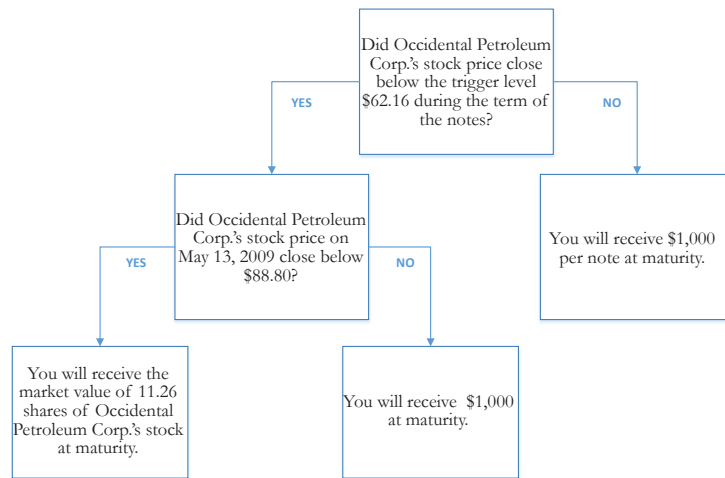 Did Occidental Petroleum
Corp.'s stock price close
below the trigger level
$62.16 during the term of
the notes?
YES
NO
Did Occidental Petroleum
Corp.'s stock price on
May 13, 2009 close below
$88.80?
You will receive $1,000
per note at maturity.
YES
NO
You will receive the
market value of 11.26
shares of Occidental
Petroleum Corp.'s stock
at maturity.
You will receive $1,000
at maturity.